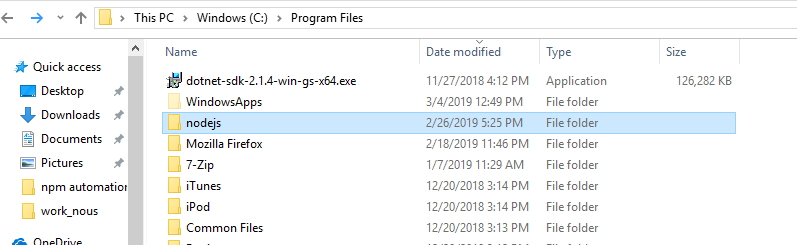 This PC > Windows (C:) > Program Files
Name Date modified Type Size
Quick access
Desktop
Downloads
Documents
Pictures
npm automation
work_nous
OneDrive
dotnet-sdk-2.1.4-win-gs-x64.exe 11/27/2018 4:12 PM Application 126,282 KB
WindowsApps 3/4/2019 12:49 PM File folder
nodejs 2/26/2019 5:25 PM File folder
Mozilla Firefox 2/18/2019 11:46 PM File folder
7-Zip 1/7/2019 11:29 AM File folder
iTunes 12/20/2018 3:14 PM File folder
iPod 12/20/2018 3:14 PM File folder
Common Files 12/20/2018 3:13 PM File folder